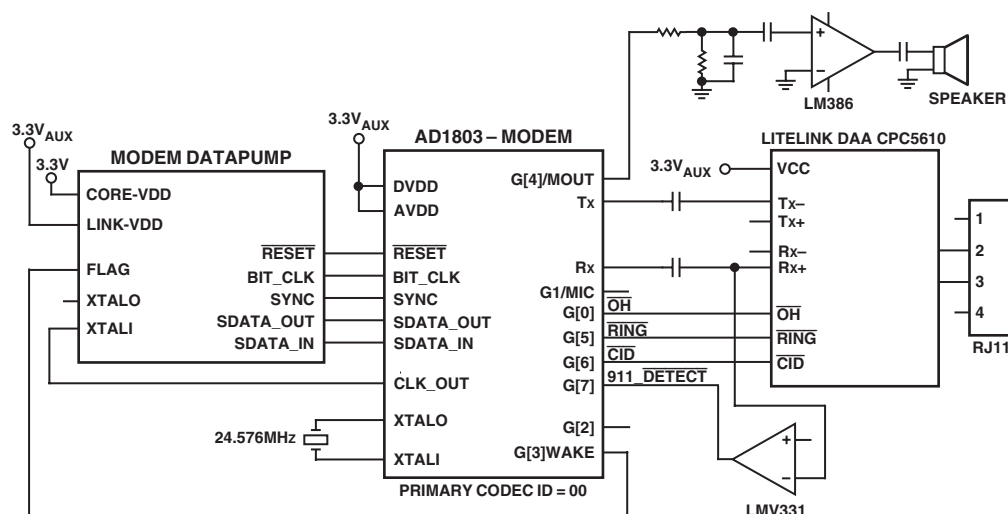 LM386
SPEAKER
3.3VAUX
3.3V
MODEM DATAPUMP
CORE-VDD
LINK-VDD
FLAG
XTALO
XTALI
RESET
BIT_CLK
SYNC
SDATA_OUT
SDATA_IN
3.3VAUX
AD1803 – MODEM
DVDD
AVDD
RESET
BIT_CLK
SYNC
SDATA_OUT
SDATA_IN
CLK_OUT
XTALO
XTALI
24.576MHz
G[4]/MOUT
Tx
Rx
G1/MIC
G[0]
G[5]
G[6]
G[7]
G[2]
G[3]WAKE
PRIMARY CODEC ID = 00
OH
RING
CID
911_DETECT
LITELINK DAA CPC5610
3.3VAUX
VCC
Tx–
Tx+
Rx–
Rx+
OH
RING
CID
1
2
3
4
RJ11
+
–
+
–
LMV331